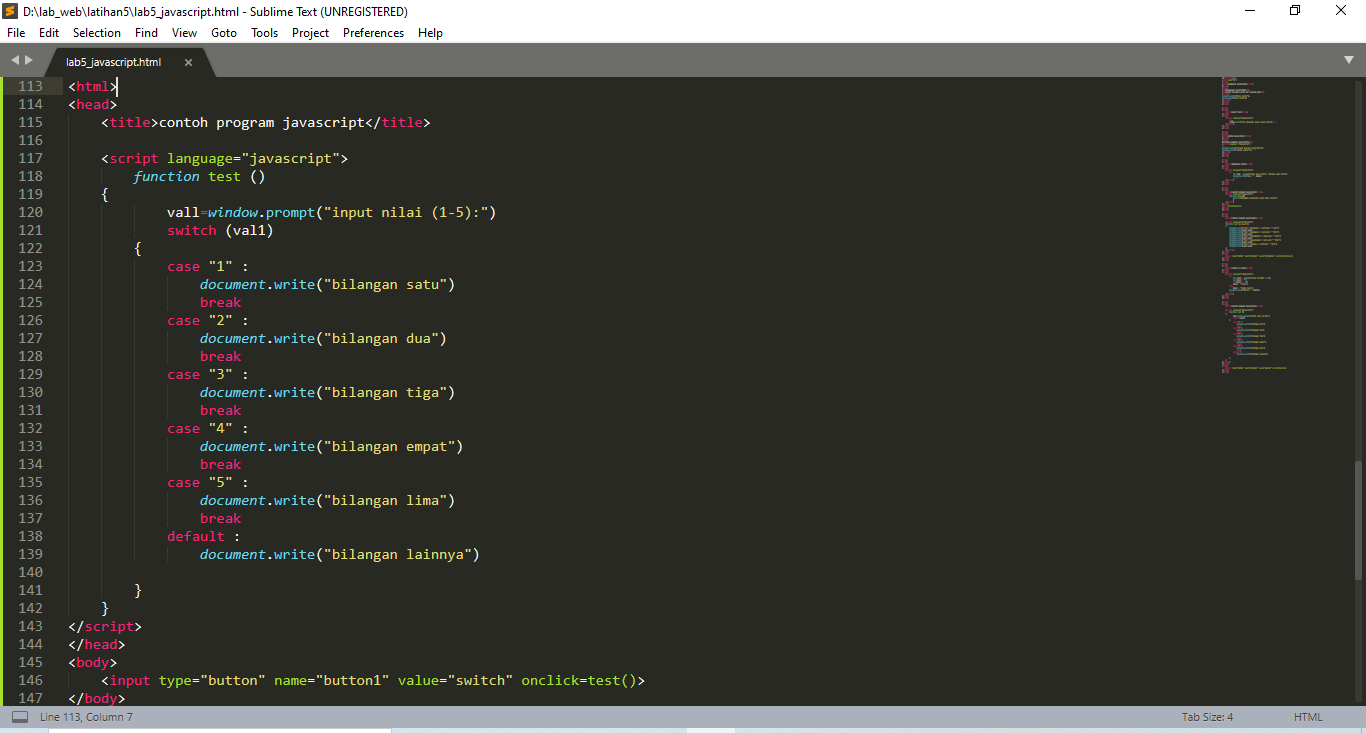 D:\lab_web\latihan5\lab5_javascript.html - Sublime Text (UNREGISTERED)
File Edit Selection Find View Goto Tools Project Preferences Help
lab5_javascript.html ×
113 <html>
114 <head>
115 <title>contoh program javascript</title>
116
117 <script language="javascript">
118 function test ()
119 {
120 vall=window.prompt("input nilai (1-5):")
121 switch (val1)
122 {
123 case "1" :
124 document.write("bilangan satu")
125 break
126 case "2" :
127 document.write("bilangan dua")
128 break
129 case "3" :
130 document.write("bilangan tiga")
131 break
132 case "4" :
133 document.write("bilangan empat")
134 break
135 case "5" :
136 document.write("bilangan lima")
137 break
138 default :
139 document.write("bilangan lainnya")
140
141 }
142 }
143 </script>
144 </head>
145 <body>
146 <input type="button" name="button1" value="switch" onclick=test()>
147 </body>
Line 113, Column 7 Tab Size: 4 HTML